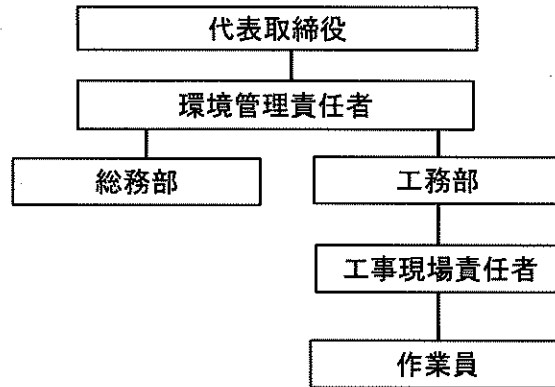 代表取締役
環境管理責任者
総務部
工務部
工事現場責任者
作業員